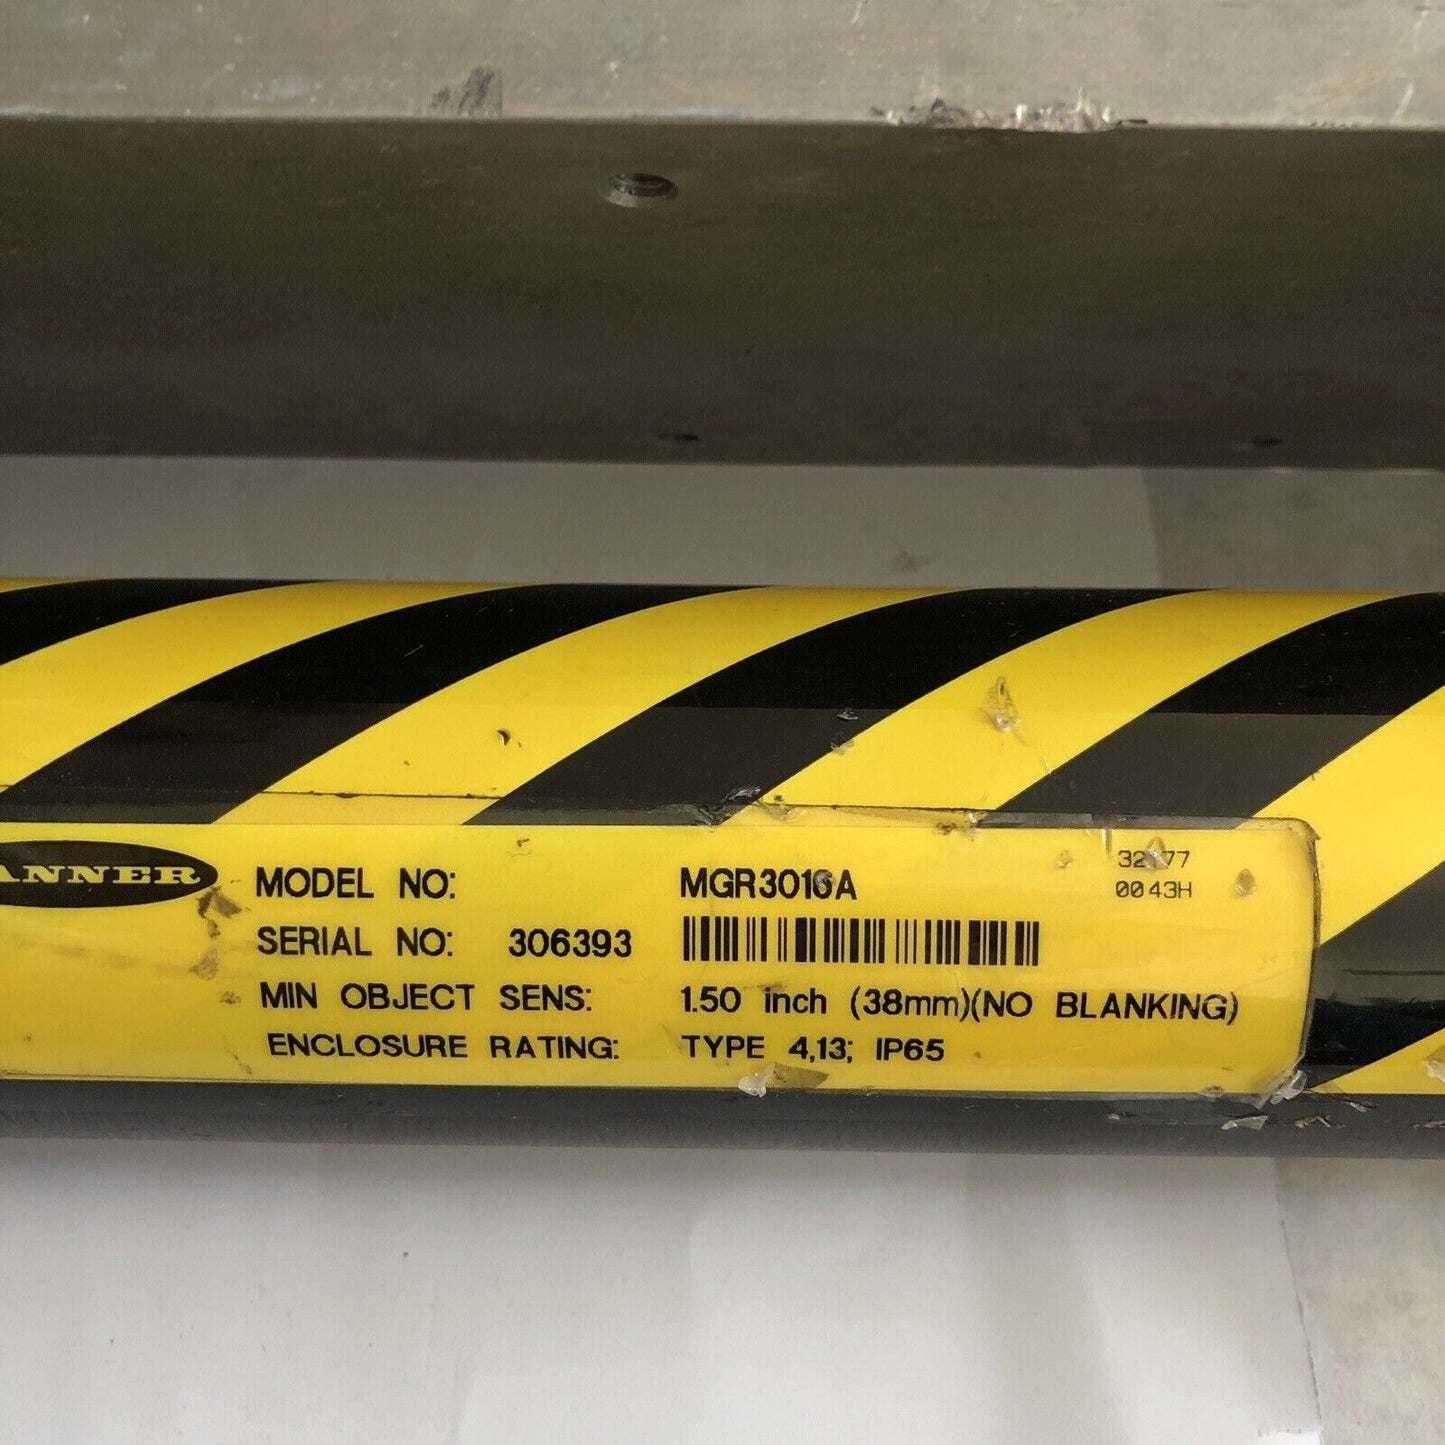 ANNER
MODEL NO: MGR3016A
0043H
SERIAL NO: 306393
MIN OBJECT SENS: 1.50 inch (38mm)(NO BLANKING)
ENCLOSURE RATING: TYPE 4,13; IP65